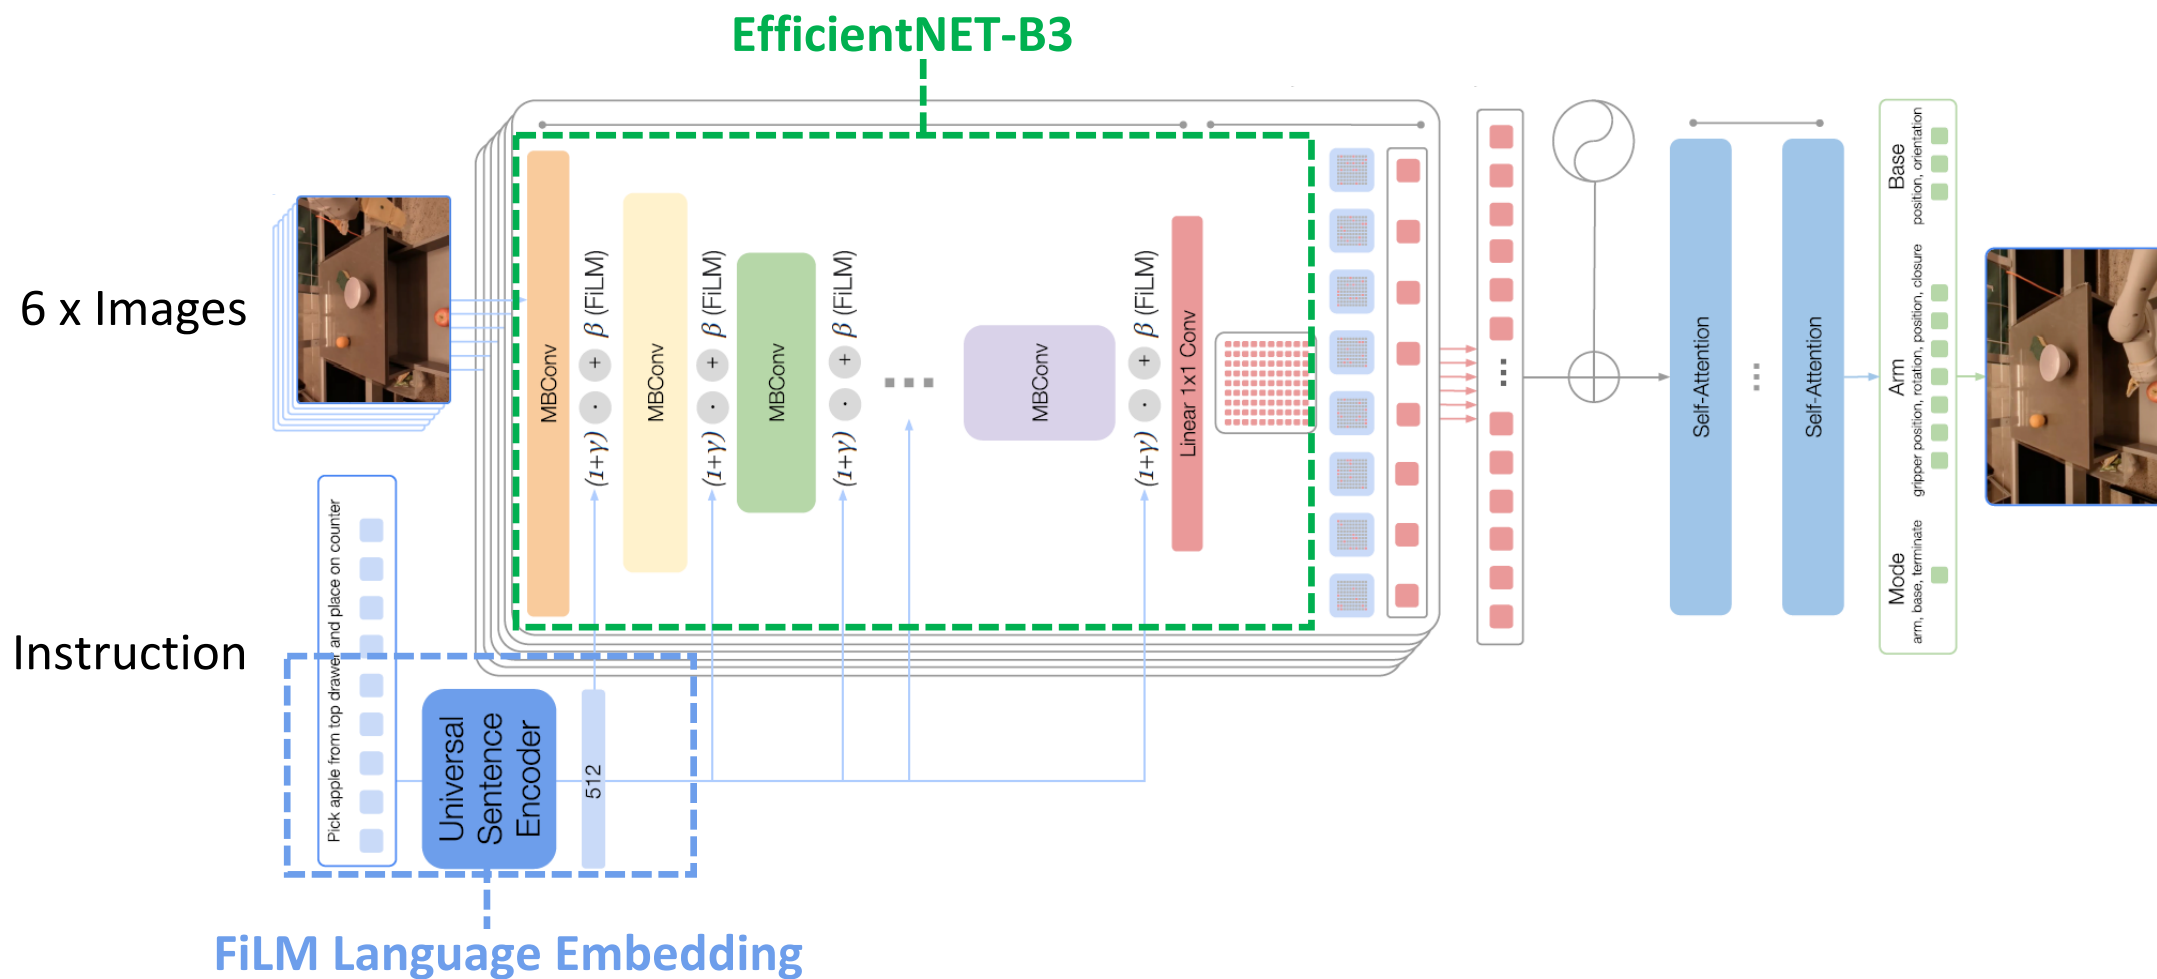 EfficientNET-B3
6 x Images
Instruction
Pick apple from top drawer and place on counter
Universal
Sentence
Encoder
512
FiLM Language Embedding
MBConv
(1+γ) · + β (FiLM)
MBConv
(1+γ) · + β (FiLM)
MBConv
(1+γ) · + β (FiLM)
...
MBConv
(1+γ) · + β (FiLM)
Linear 1x1 Conv
...
Self-Attention
...
Self-Attention
Mode
arm, base, terminate
Arm
gripper position, rotation, position, closure
Base
position, orientation